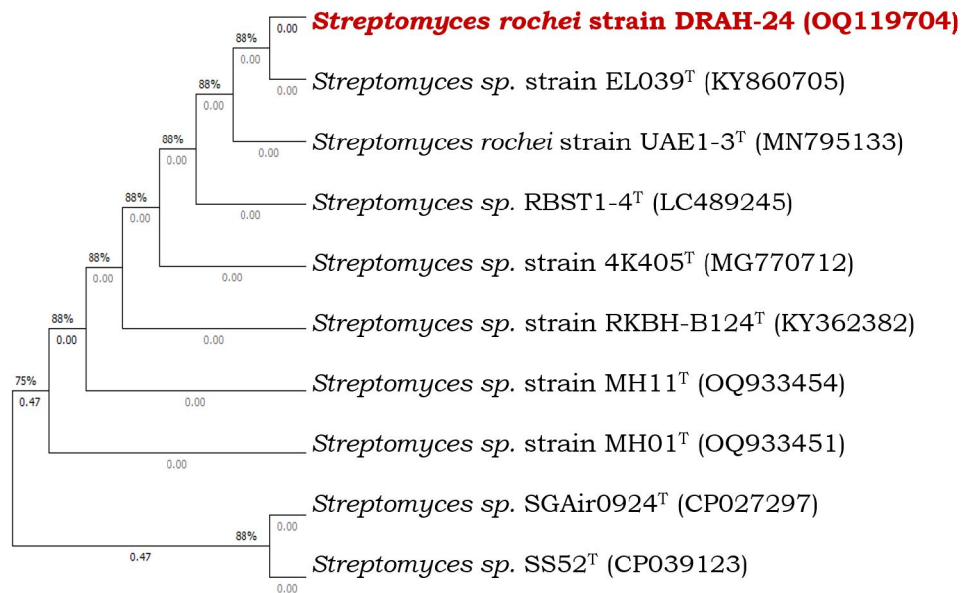 88%
0.00
Streptomyces rochei strain DRAH-24 (OQ119704)
0.00
88%
0.00
0.00
Streptomyces sp. strain EL039ᵀ (KY860705)
88%
0.00
0.00
Streptomyces rochei strain UAE1-3ᵀ (MN795133)
88%
0.00
0.00
Streptomyces sp. RBST1-4ᵀ (LC489245)
88%
0.00
0.00
Streptomyces sp. strain 4K405ᵀ (MG770712)
88%
0.00
0.00
Streptomyces sp. strain RKBH-B124ᵀ (KY362382)
75%
0.47
0.00
Streptomyces sp. strain MH11ᵀ (OQ933454)
0.00
Streptomyces sp. strain MH01ᵀ (OQ933451)
0.00
Streptomyces sp. SGAir0924ᵀ (CP027297)
88%
0.47
0.00
Streptomyces sp. SS52ᵀ (CP039123)